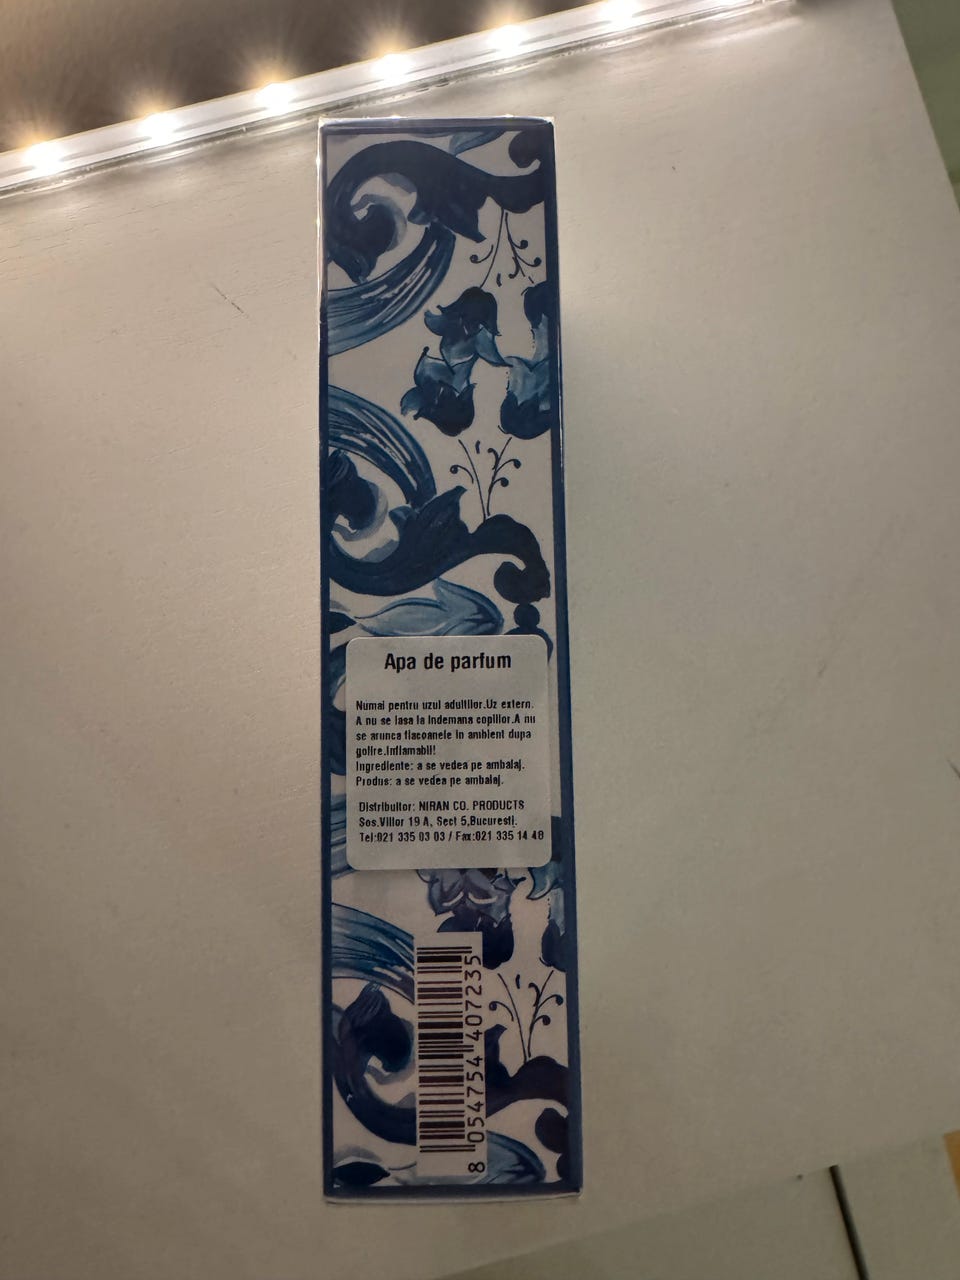 Apa de parfum
Numai pentru uzul adultilor.Uz extern.
A nu se lasa la indemana copiilor.A nu
se arunca flacoanele in ambient dupa
golire.Inflamabil!
Ingrediente: a se vedea pe ambalaj.
Produs: a se vedea pe ambalaj.
Distribuitor: NIRAN CO. PRODUCTS
Sos.Viilor 19 A, Sect 5,Bucuresti.
Tel:021 335 03 03 / Fax:021 335 14 48
8 054754 407235